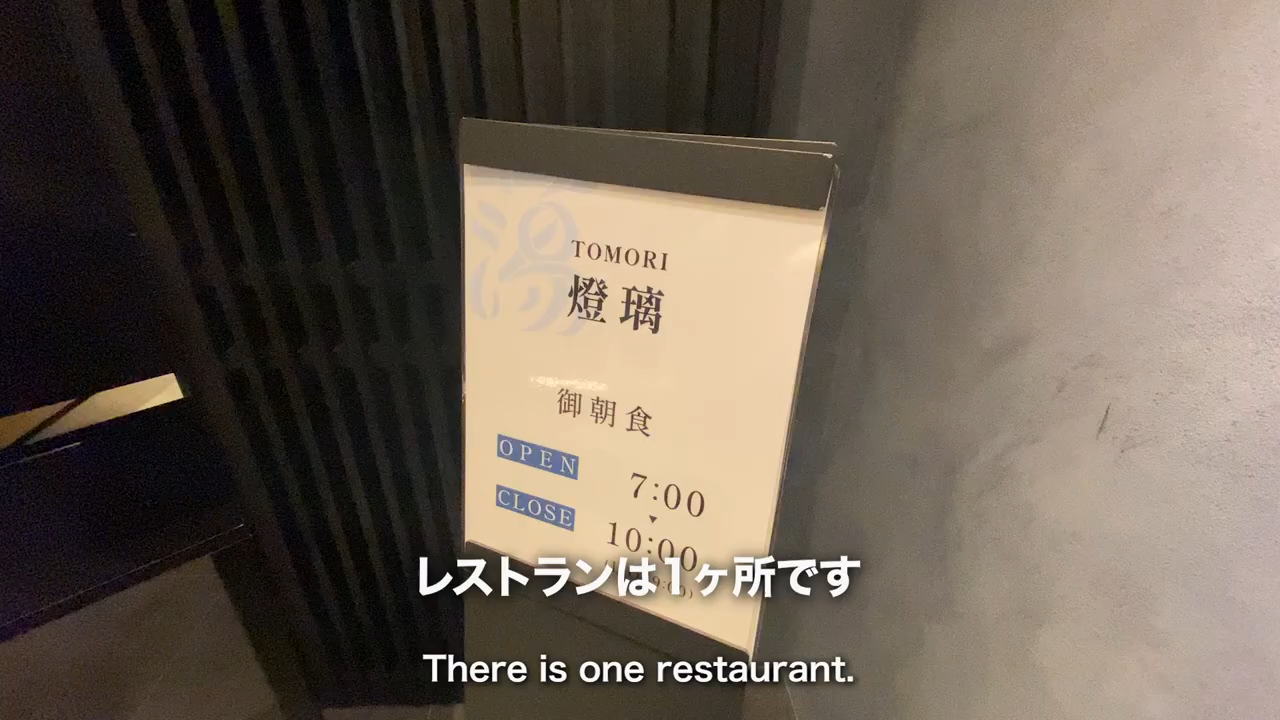 湯
TOMORI
燈璃
御朝食
OPEN
7:00
CLOSE
10:00
レストランは1ヶ所です
There is one restaurant.